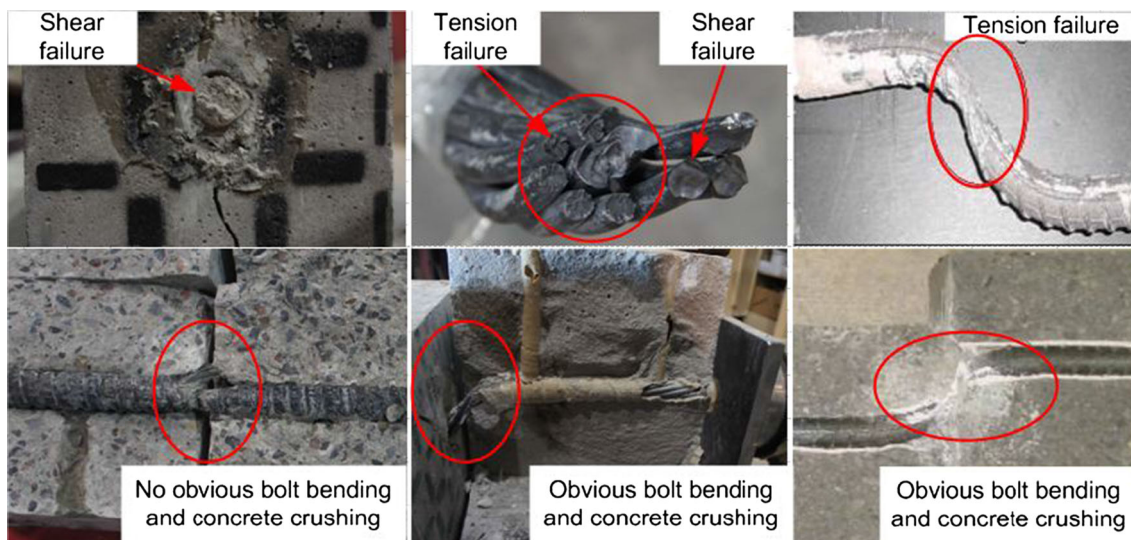 Shear
failure
Tension
failure
Shear
failure
Tension failure
No obvious bolt bending
and concrete crushing
Obvious bolt bending
and concrete crushing
Obvious bolt bending
and concrete crushing